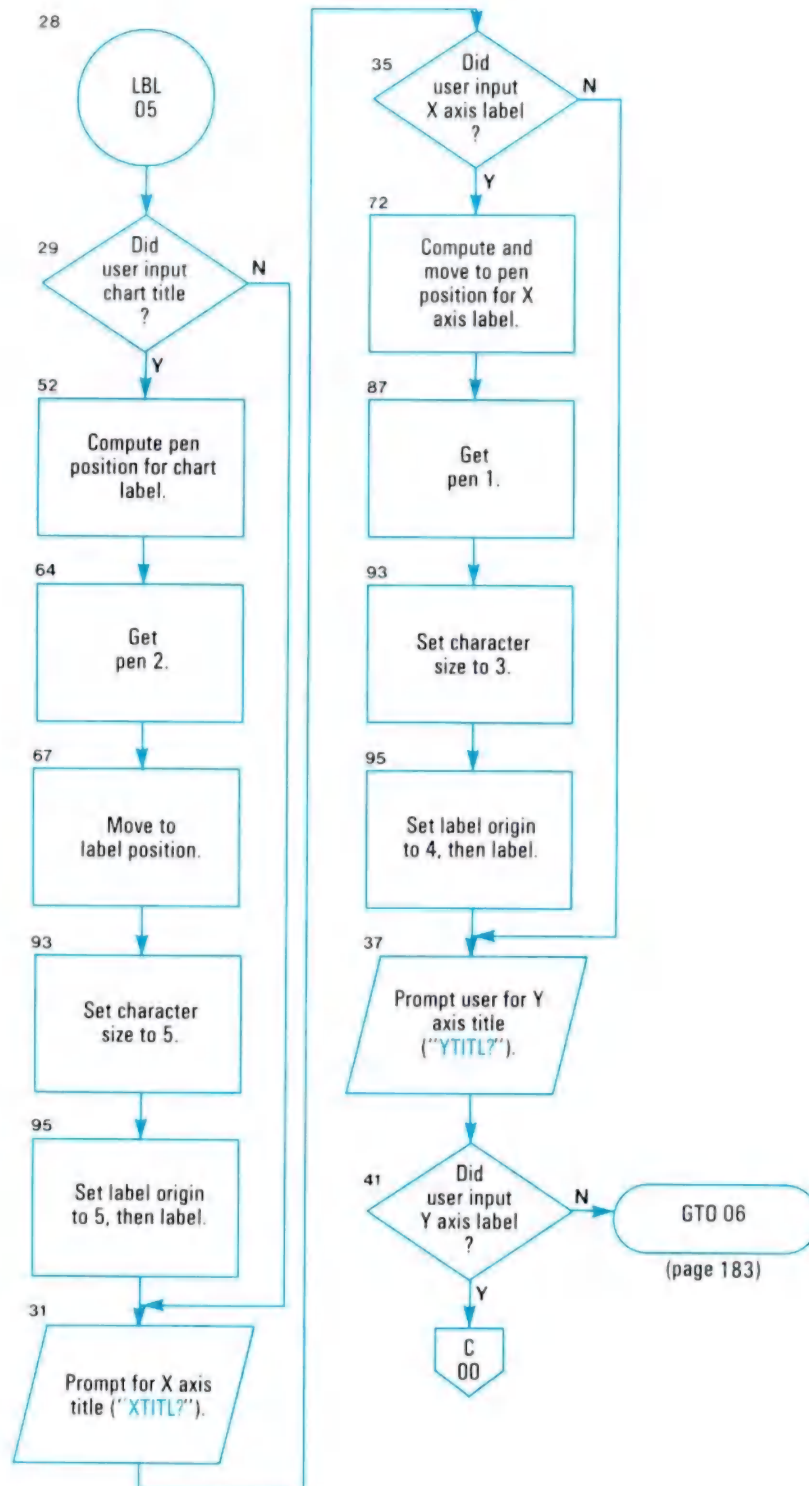 28
LBL
05
29
Did
user input
chart title
?
N
Y
52
Compute pen
position for chart
label.
64
Get
pen 2.
67
Move to
label position.
93
Set character
size to 5.
95
Set label origin
to 5, then label.
31
Prompt for X axis
title ("XTITL?").
35
Did
user input
X axis label
?
N
Y
72
Compute and
move to pen
position for X
axis label.
87
Get
pen 1.
93
Set character
size to 3.
95
Set label origin
to 4, then label.
37
Prompt user for Y
axis title
("YTITL?").
41
Did
user input
Y axis label
?
N
GTO 06
(page 183)
Y
C
00